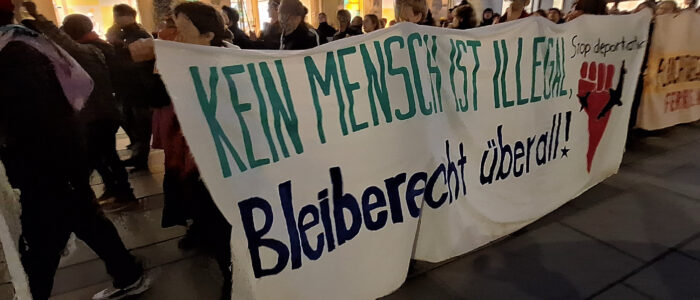 KEIN MENSCH IST ILLEGAL,
Stop deportation
Bleiberecht überall!